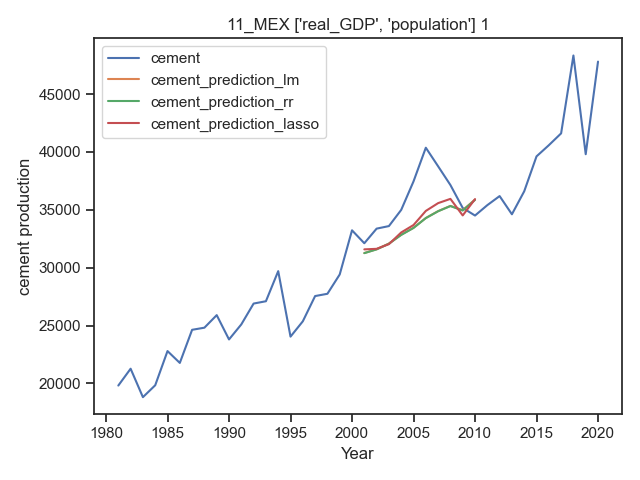 11_MEX ['real_GDP', 'population'] 1
cement
cement_prediction_lm
cement_prediction_rr
cement_prediction_lasso
cement production
45000
40000
35000
30000
25000
20000
1980 1985 1990 1995 2000 2005 2010 2015 2020
Year